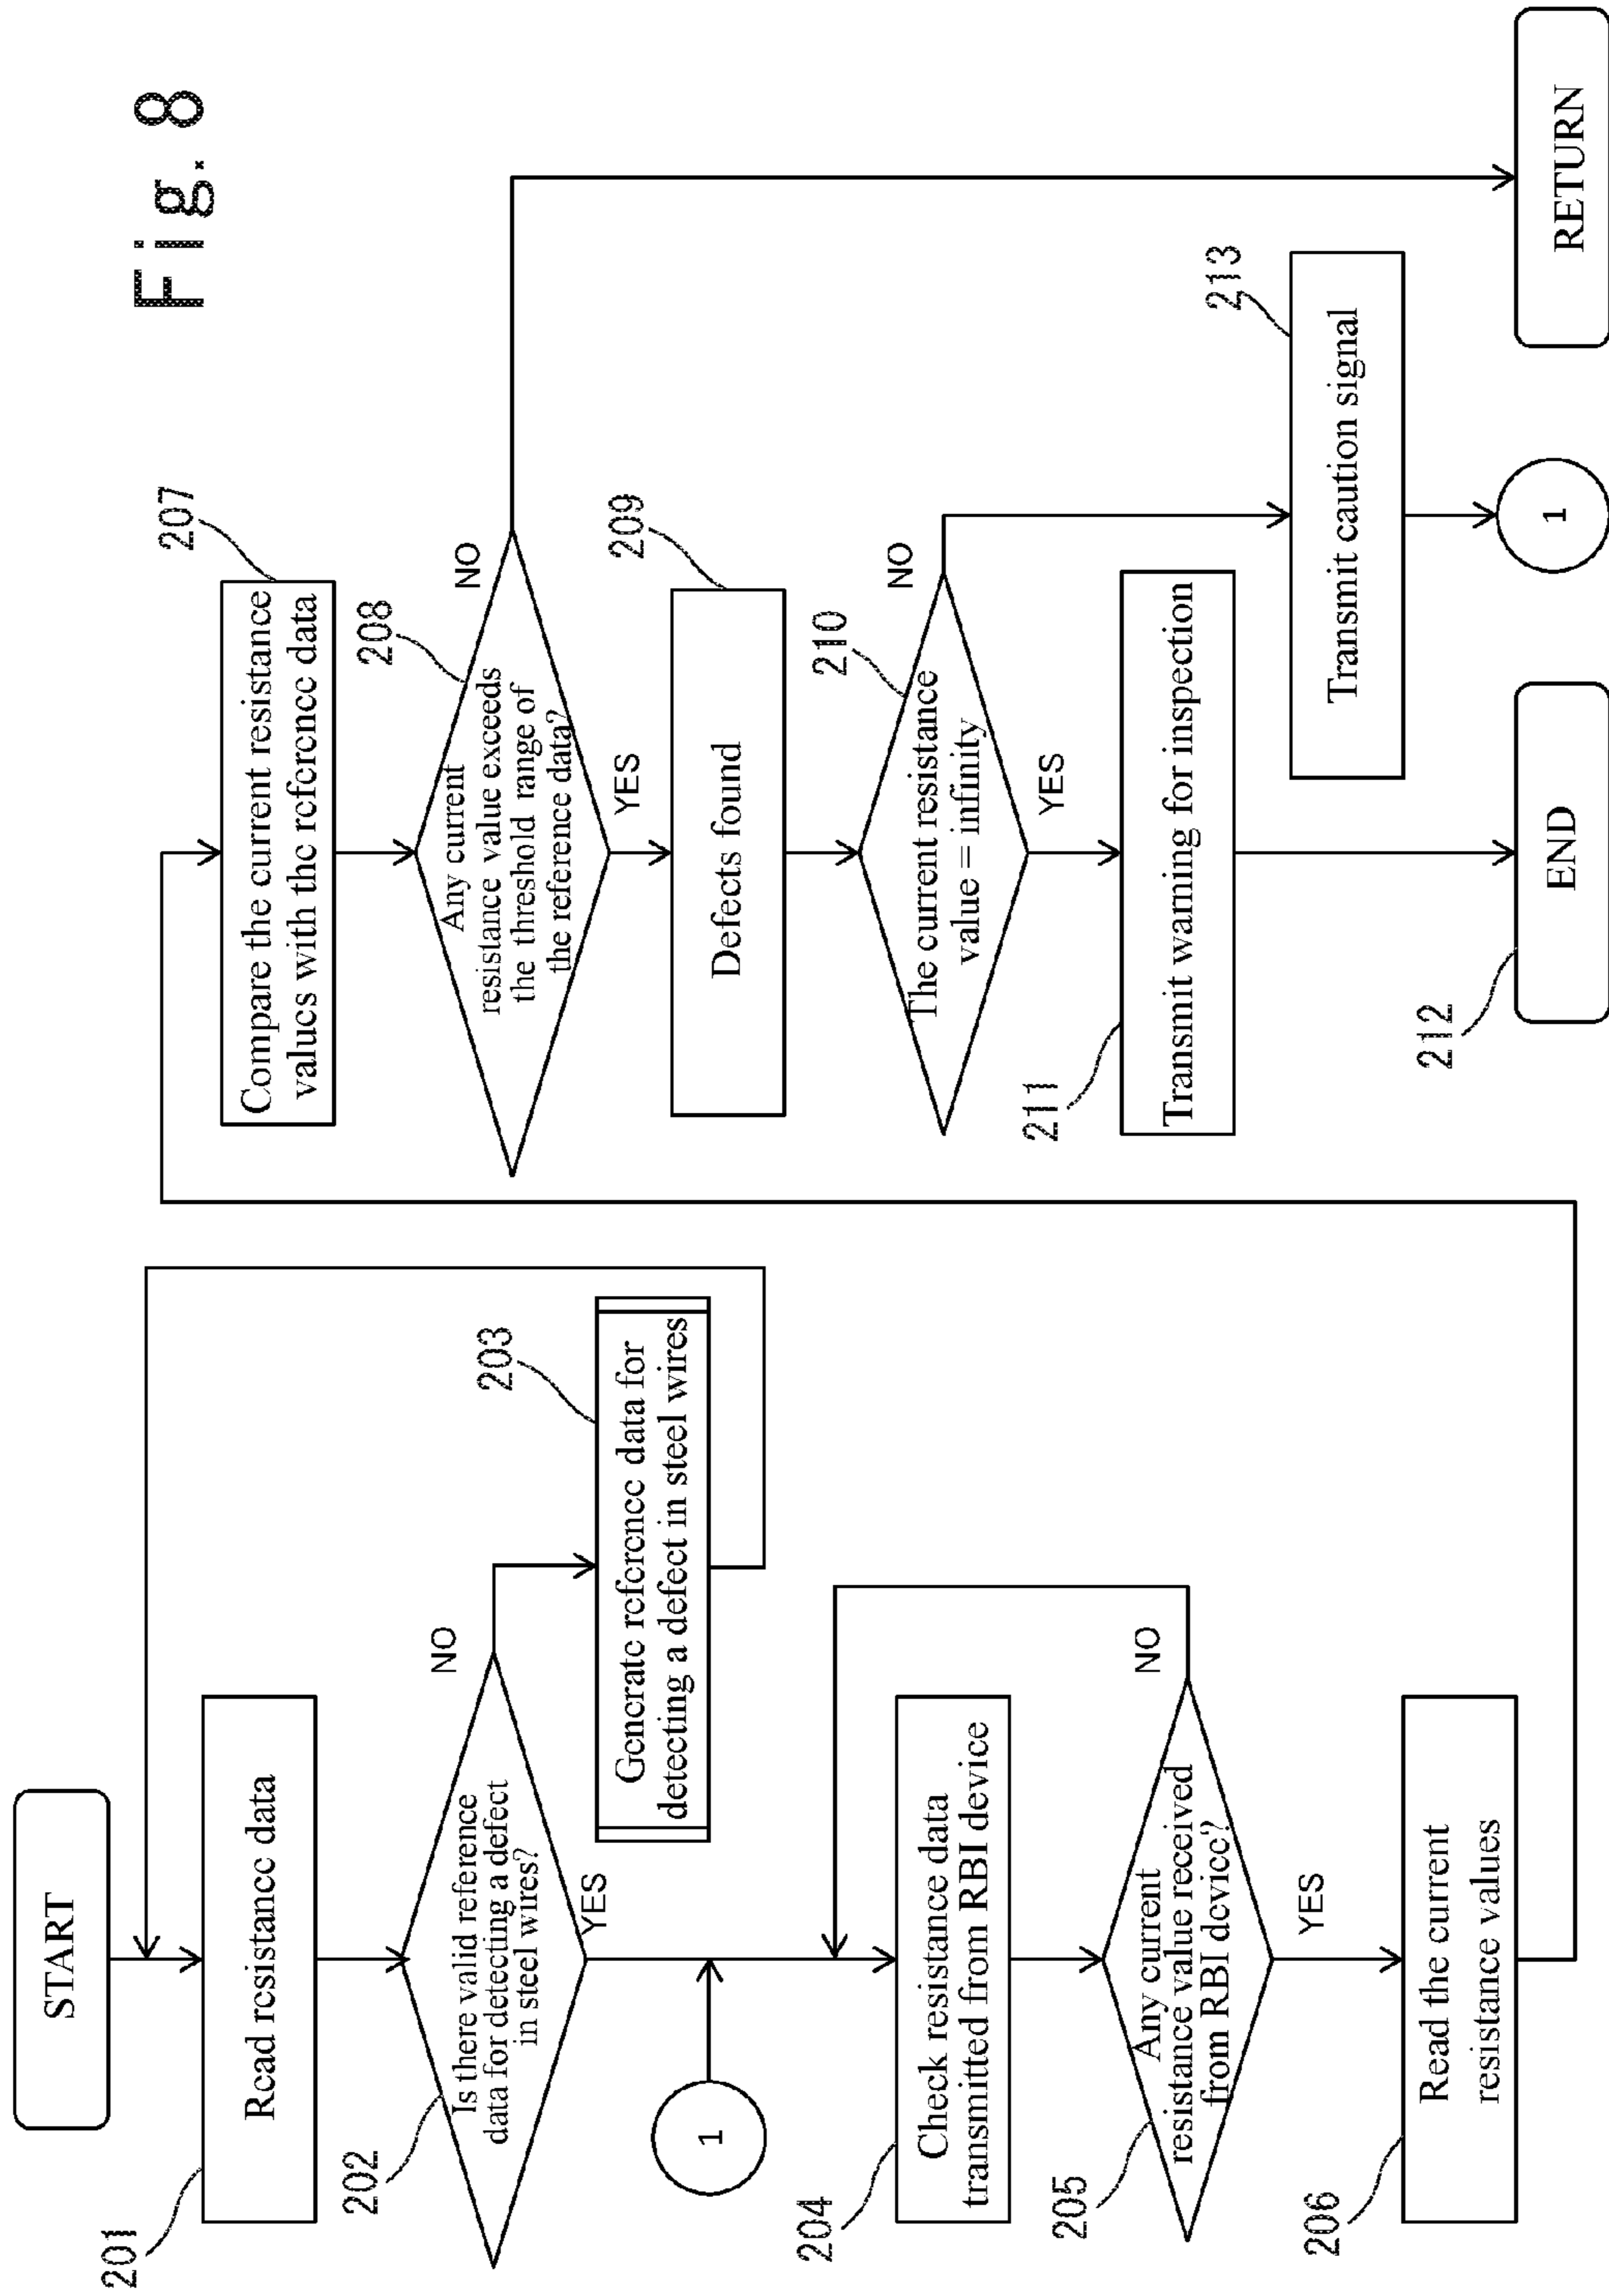 Fig. 8
START
201
Read resistance data
202
Is there valid reference
data for detecting a defect
in steel wires?
NO
YES
203
Generate reference data for
detecting a defect in steel wires
1
204
Check resistance data
transmitted from RBI device
205
Any current
resistance value received
from RBI device?
NO
YES
206
Read the current
resistance values
207
Compare the current resistance
values with the reference data
208
Any current
resistance value exceeds
the threshold range of
the reference data?
NO
YES
209
Defects found
210
The current resistance
value = infinity
NO
YES
211
Transmit warning for inspection
213
Transmit caution signal
212
END
1
RETURN